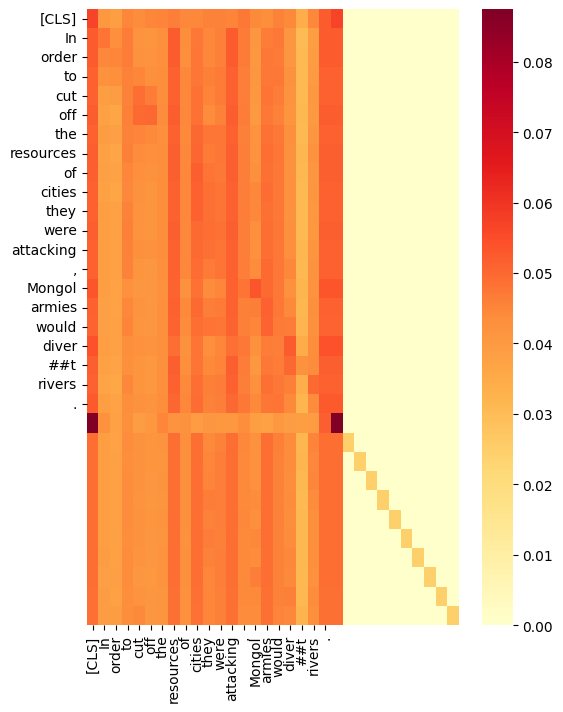 [CLS]
In
order
to
cut
off
the
resources
of
cities
they
were
attacking
,
Mongol
armies
would
diver
##t
rivers
.
0.08
0.07
0.06
0.05
0.04
0.03
0.02
0.01
0.00
[CLS]
In
order
to
cut
off
the
resources
of
cities
they
were
attacking
,
Mongol
armies
would
diver
##t
rivers
.